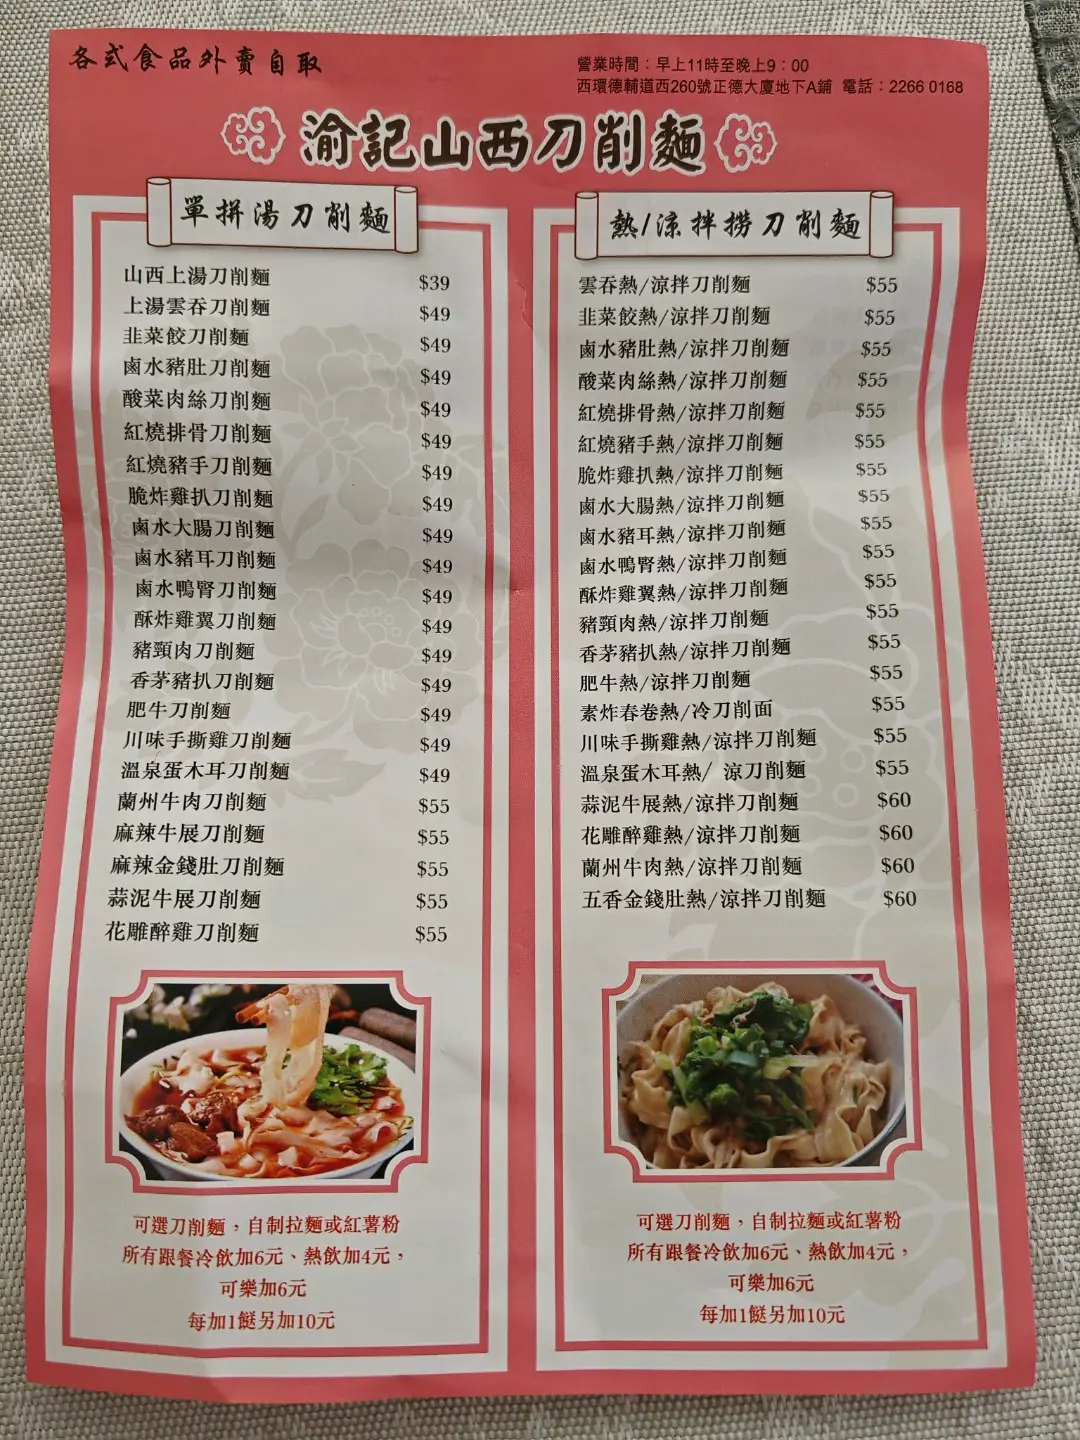 各式食品外賣自取
營業時間：早上11時至晚上9：00
西環德輔道西260號正德大廈地下A鋪 電話：2266 0168
渝記山西刀削麵
單拼湯刀削麵
山西上湯刀削麵 $39
上湯雲吞刀削麵 $49
韭菜餃刀削麵 $49
鹵水豬肚刀削麵 $49
酸菜肉絲刀削麵 $49
紅燒排骨刀削麵 $49
紅燒豬手刀削麵 $49
脆炸雞扒刀削麵 $49
鹵水大腸刀削麵 $49
鹵水豬耳刀削麵 $49
鹵水鴨腎刀削麵 $49
酥炸雞翼刀削麵 $49
豬頸肉刀削麵 $49
香茅豬扒刀削麵 $49
肥牛刀削麵 $49
川味手撕雞刀削麵 $49
溫泉蛋木耳刀削麵 $49
蘭州牛肉刀削麵 $55
麻辣牛展刀削麵 $55
麻辣金錢肚刀削麵 $55
蒜泥牛展刀削麵 $55
花雕醉雞刀削麵 $55
可選刀削麵，自制拉麵或紅薯粉
所有跟餐冷飲加6元、熱飲加4元，
可樂加6元
每加1餸另加10元
熱/涼拌撈刀削麵
雲吞熱/涼拌刀削麵 $55
韭菜餃熱/涼拌刀削麵 $55
鹵水豬肚熱/涼拌刀削麵 $55
酸菜肉絲熱/涼拌刀削麵 $55
紅燒排骨熱/涼拌刀削麵 $55
紅燒豬手熱/涼拌刀削麵 $55
脆炸雞扒熱/涼拌刀削麵 $55
鹵水大腸熱/涼拌刀削麵 $55
鹵水豬耳熱/涼拌刀削麵 $55
鹵水鴨腎熱/涼拌刀削麵 $55
酥炸雞翼熱/涼拌刀削麵 $55
豬頸肉熱/涼拌刀削麵 $55
香茅豬扒熱/涼拌刀削麵 $55
肥牛熱/涼拌刀削麵 $55
素炸春卷熱/冷刀削面 $55
川味手撕雞熱/涼拌刀削麵 $55
溫泉蛋木耳熱/ 涼刀削麵 $55
蒜泥牛展熱/涼拌刀削麵 $60
花雕醉雞熱/涼拌刀削麵 $60
蘭州牛肉熱/涼拌刀削麵 $60
五香金錢肚熱/涼拌刀削麵 $60
可選刀削麵，自制拉麵或紅薯粉
所有跟餐冷飲加6元、熱飲加4元，
可樂加6元
每加1餸另加10元